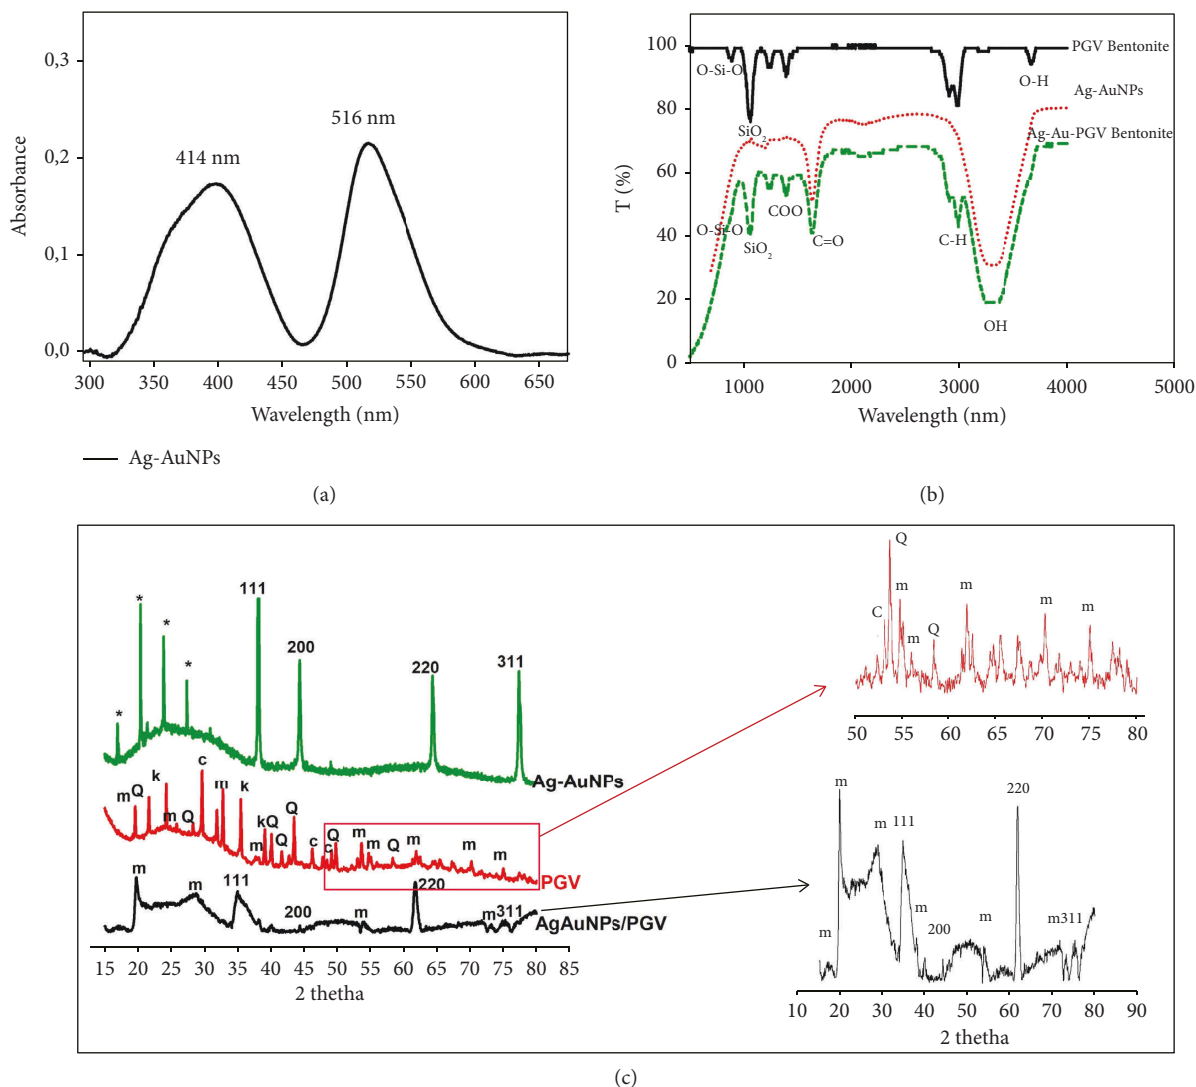 0,3
0,2
0,1
0,0
Absorbance
414 nm
516 nm
300 350 400 450 500 550 600 650
Wavelength (nm)
Ag-AuNPs
(a)
100
80
60
40
20
0
T (%)
PGV Bentonite
O-Si-O
O-H
Ag-AuNPs
SiO2
Ag-Au-PGV Bentonite
COO
O-Si-O
SiO2
C=O
C-H
OH
1000 2000 3000 4000 5000
Wavelength (nm)
(b)
* * * *
111
200
220
311
Ag-AuNPs
m Q k m Q c m k m k Q Q Q c c Q m m Q m m m
PGV
m m 111 200 m 220 m 311
AgAuNPs/PGV
15 20 25 30 35 40 45 50 55 60 65 70 75 80 85
2 thetha
C Q m m Q m m m
50 55 60 65 70 75 80
m m m 111 m 200 m 220 m 311
10 20 30 40 50 60 70 80 90
2 thetha
(c)